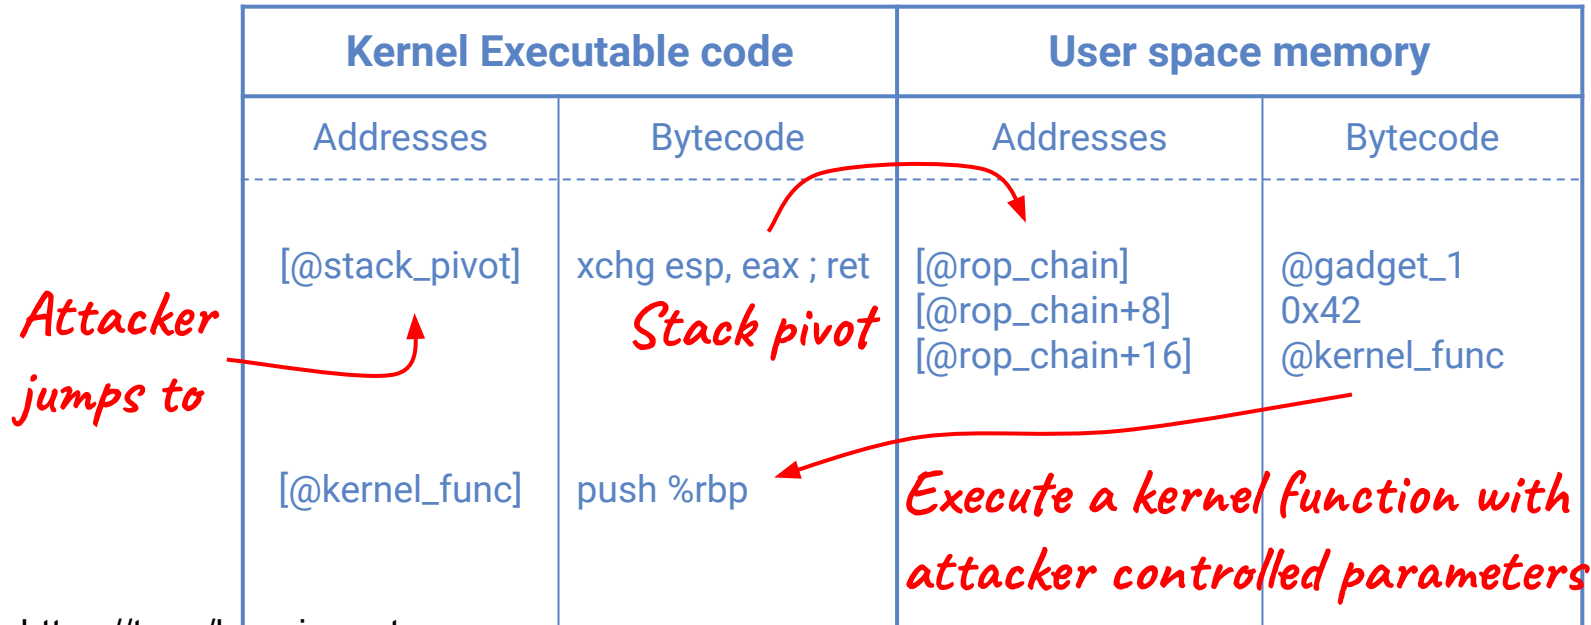 Kernel Executable code
User space memory
Addresses
Bytecode
Addresses
Bytecode
[@stack_pivot]
xchg esp, eax ; ret
[@rop_chain]
@gadget_1
[@rop_chain+8]
0x42
[@rop_chain+16]
@kernel_func
Attacker
jumps to
Stack pivot
[@kernel_func]
push %rbp
Execute a kernel function with
attacker controlled parameters